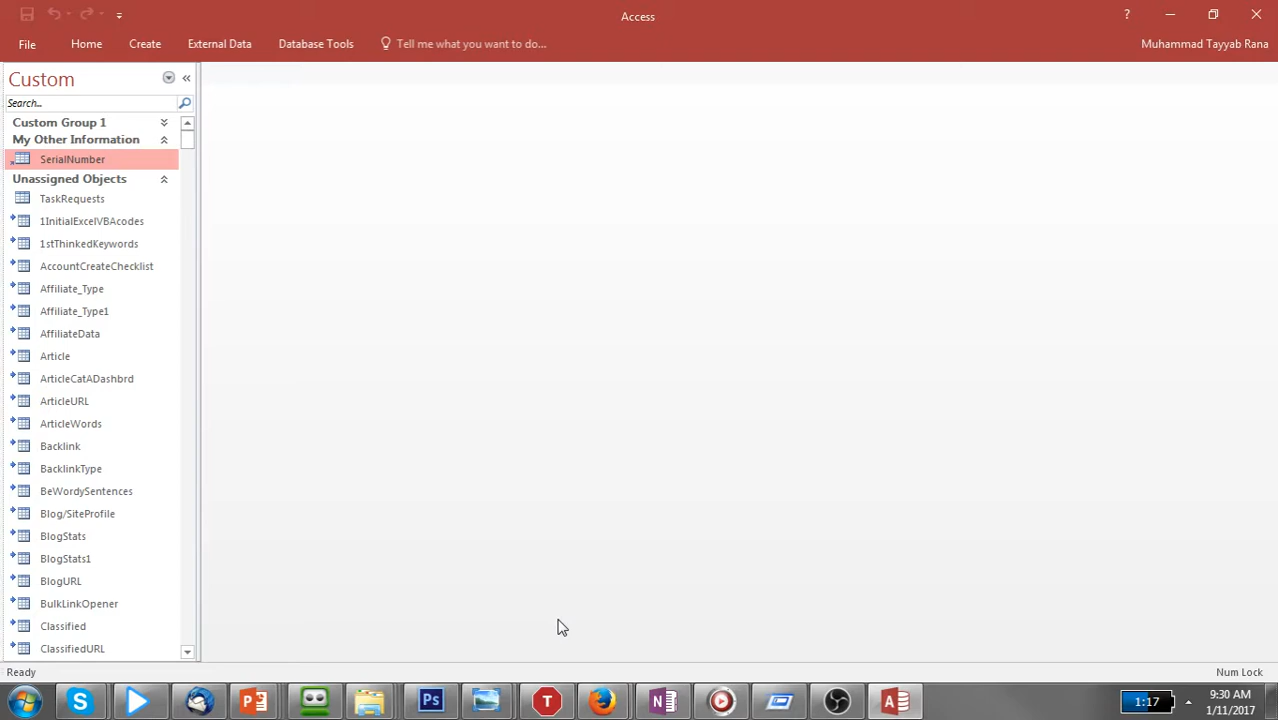 Access
?
File Home Create External Data Database Tools Tell me what you want to do... Muhammad Tayyab Rana
Custom
Search...
Custom Group 1
My Other Information
SerialNumber
Unassigned Objects
TaskRequests
1InitialExcelVBAcodes
1stThinkedKeywords
AccountCreateChecklist
Affiliate_Type
Affiliate_Type1
AffiliateData
Article
ArticleCatADashbrd
ArticleURL
ArticleWords
Backlink
BacklinkType
BeWordySentences
Blog/SiteProfile
BlogStats
BlogStats1
BlogURL
BulkLinkOpener
Classified
ClassifiedURL
Ready Num Lock
S P Ps T N A 1:17 9:30 AM
1/11/2017